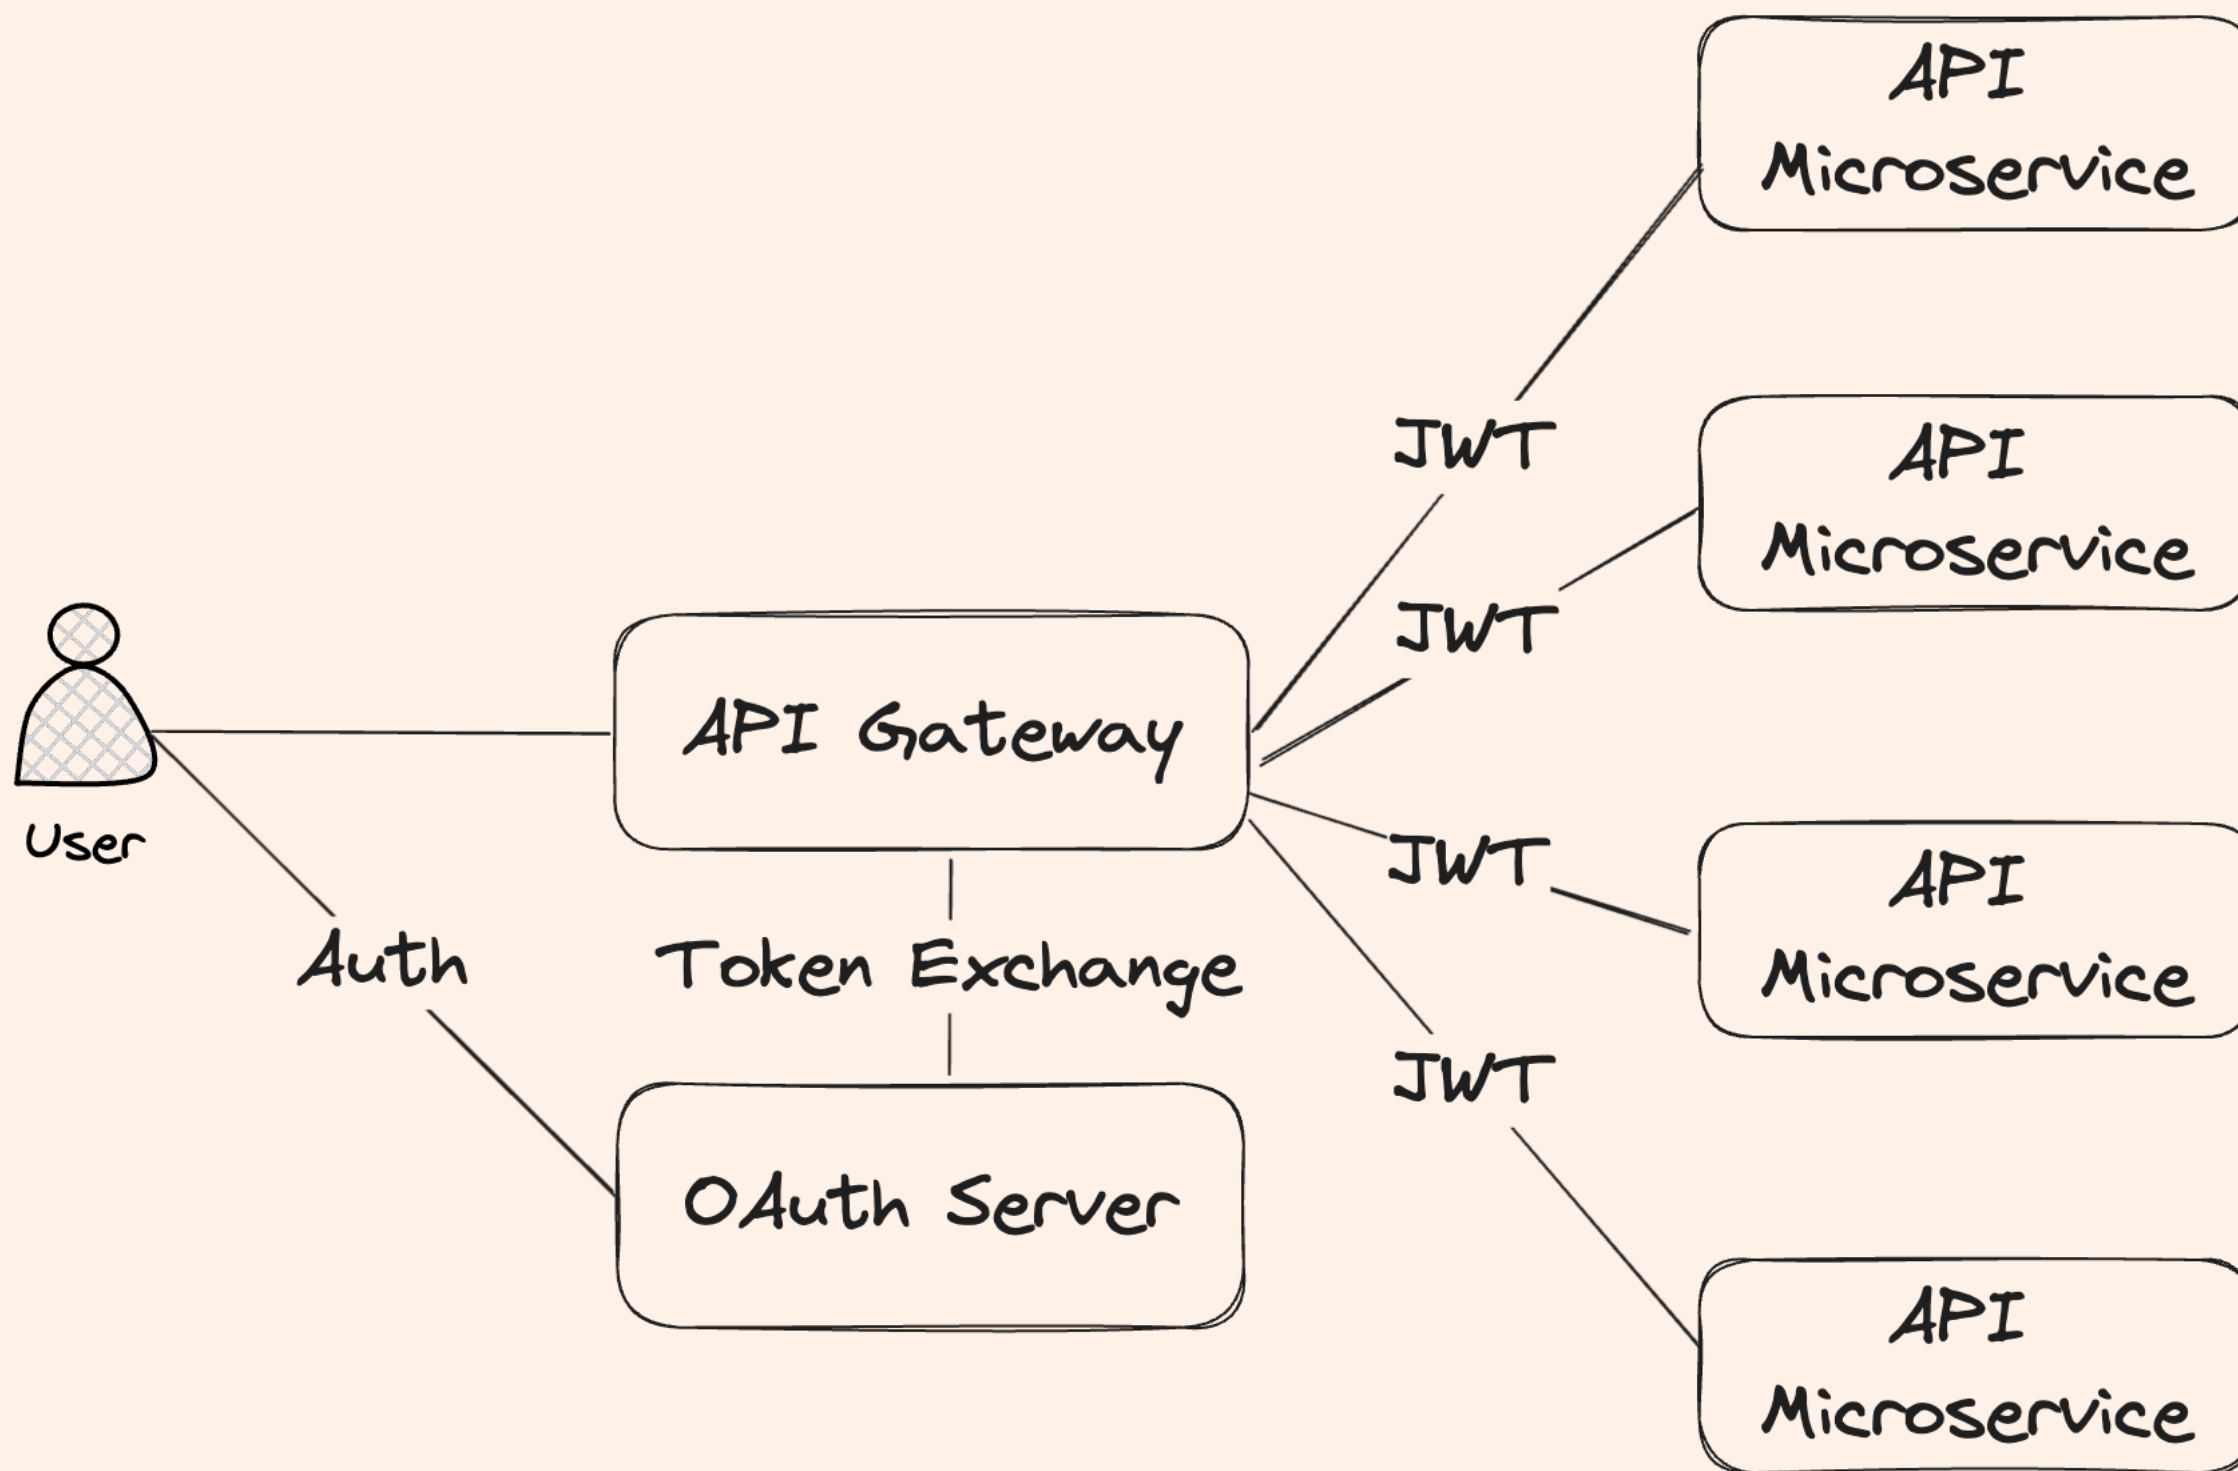 API
Microservice
JWT
API
Microservice
JWT
API Gateway
User
JWT
API
Microservice
Auth
Token Exchange
JWT
OAuth Server
API
Microservice